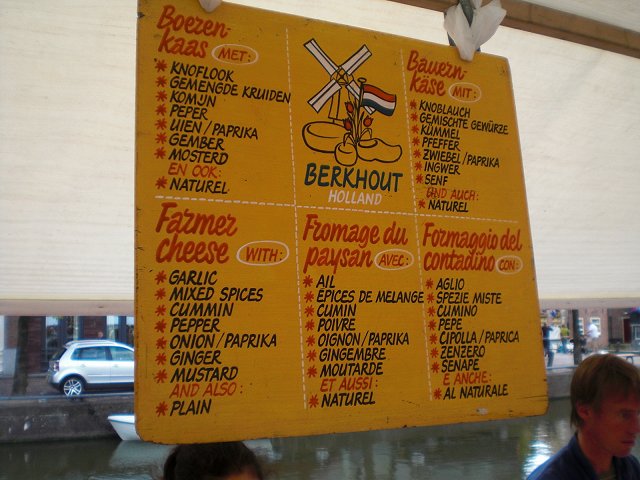 Boeren-
kaas MET:
* KNOFLOOK
* GEMENGDE KRUIDEN
* KOMIJN
* PEPER
* UIEN/PAPRIKA
* GEMBER
* MOSTERD
EN OOK:
* NATUREL
BERKHOUT
HOLLAND
Bauern-
käse MIT:
* KNOBLAUCH
* GEMISCHTE GEWÜRZE
* KÜMMEL
* PFEFFER
* ZWIEBEL/PAPRIKA
* INGWER
* SENF
UND AUCH:
* NATUREL
Farmer
cheese WITH:
* GARLIC
* MIXED SPICES
* CUMMIN
* PEPPER
* ONION/PAPRIKA
* GINGER
* MUSTARD
AND ALSO:
* PLAIN
Fromage du
paysan AVEC:
* AIL
* ÉPICES DE MELANGE
* CUMIN
* POIVRE
* OIGNON/PAPRIKA
* GINGEMBRE
* MOUTARDE
ET AUSSI:
* NATUREL
Formaggio del
contadino CON:
* AGLIO
* SPEZIE MISTE
* CUMINO
* PEPE
* CIPOLLA/PAPRICA
* ZENZERO
* SENAPE
E ANCHE:
* AL NATURALE